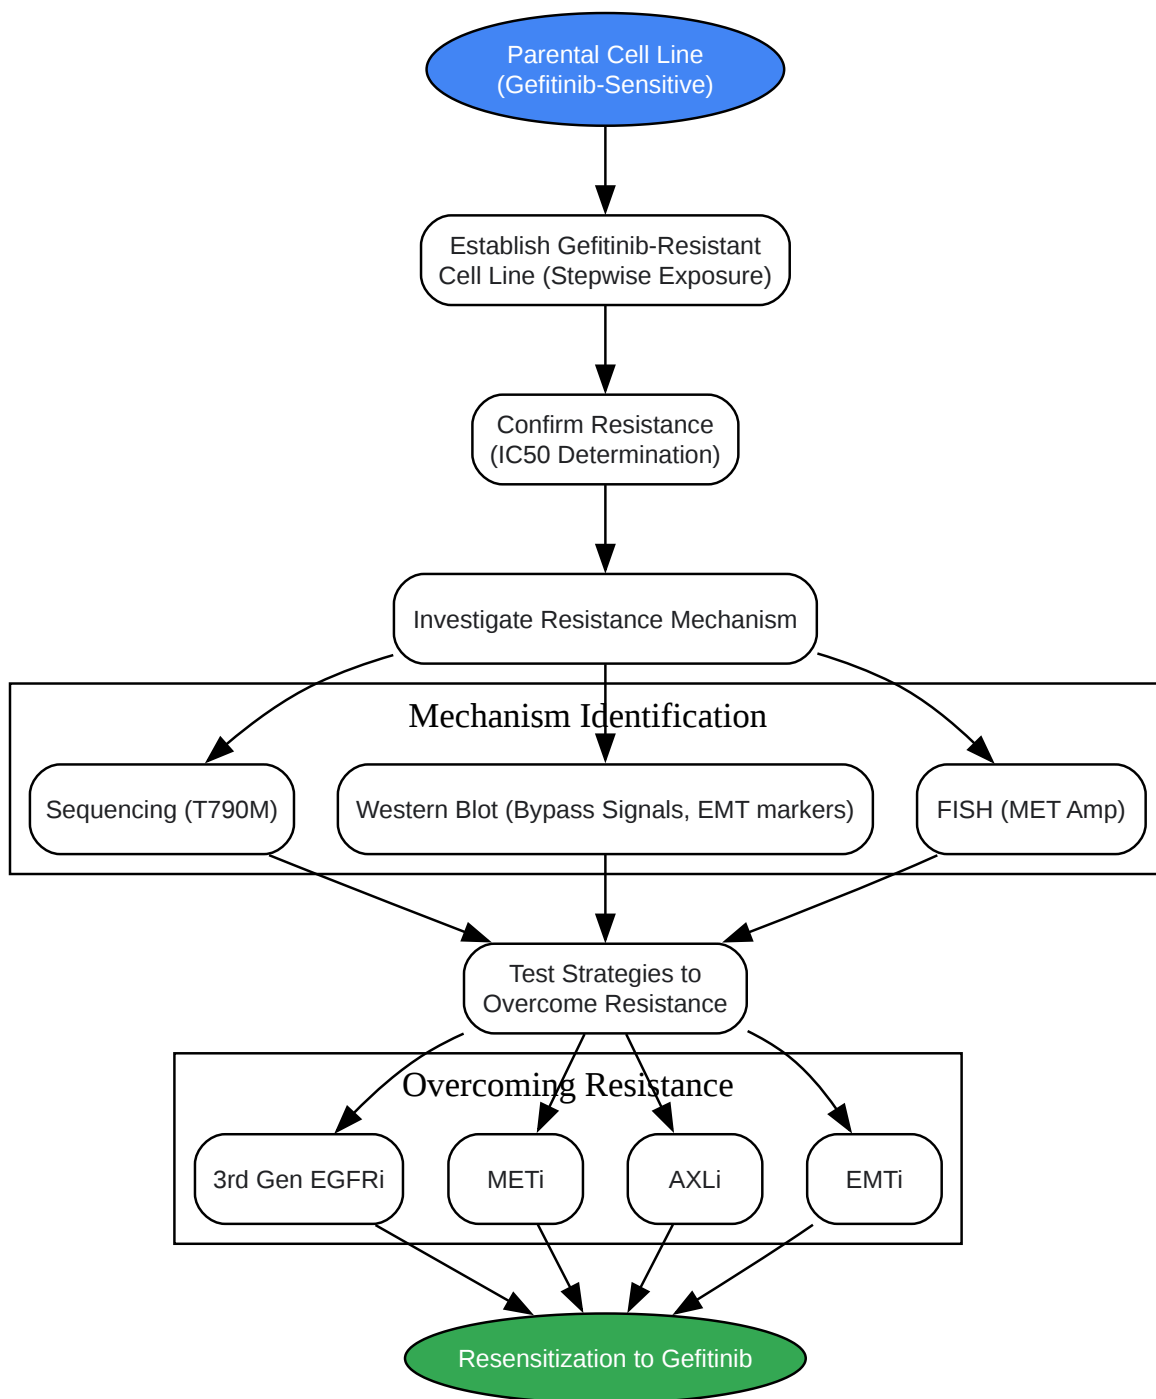 Parental Cell Line
(Gefitinib-Sensitive)
Establish Gefitinib-Resistant
Cell Line (Stepwise Exposure)
Confirm Resistance
(IC50 Determination)
Investigate Resistance Mechanism
Mechanism Identification
Sequencing (T790M)
Western Blot (Bypass Signals, EMT markers)
FISH (MET Amp)
Test Strategies to
Overcome Resistance
Overcoming Resistance
3rd Gen EGFRi
METi
AXLi
EMTi
Resensitization to Gefitinib